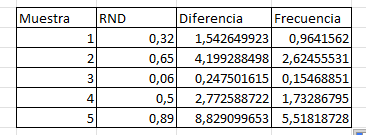 Muestra RND Diferencia Frecuencia
1 0,32 1,542649923 0,9641562
2 0,65 4,199288498 2,62455531
3 0,06 0,247501615 0,15468851
4 0,5 2,772588722 1,73286795
5 0,89 8,829099653 5,51818728